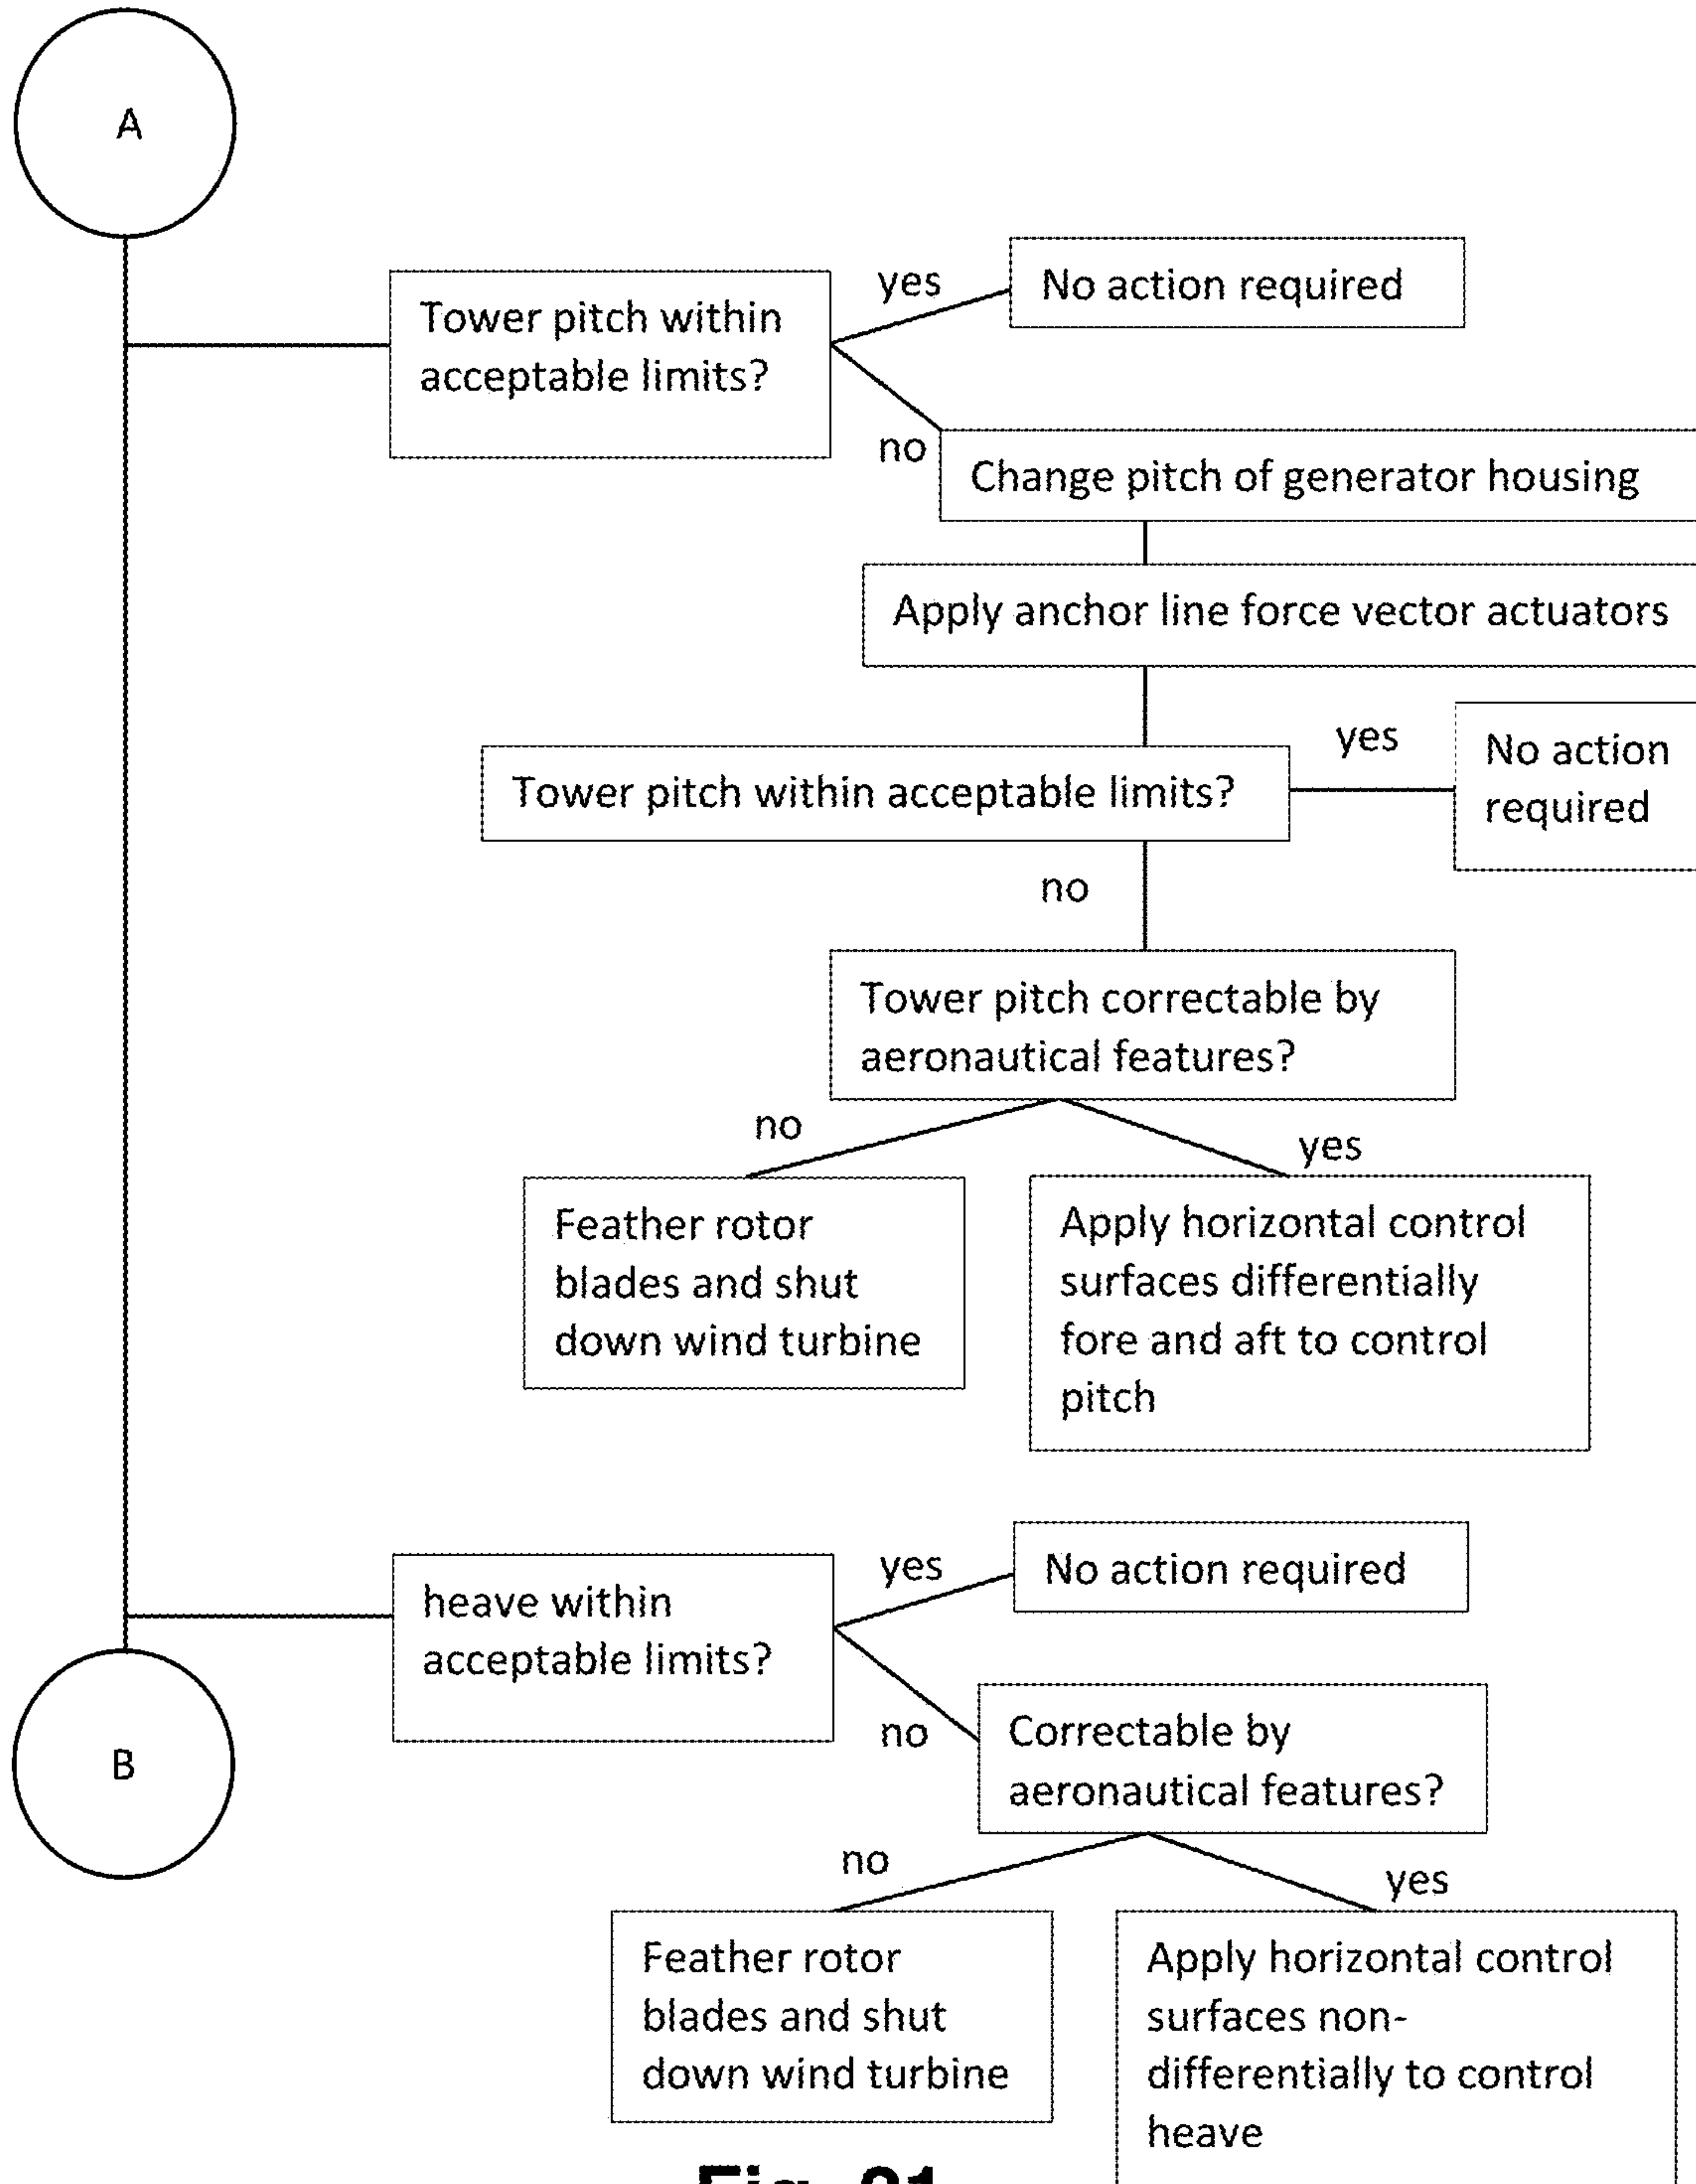 A
Tower pitch within
acceptable limits?
yes
No action required
no
Change pitch of generator housing
Apply anchor line force vector actuators
Tower pitch within acceptable limits?
yes
No action
required
no
Tower pitch correctable by
aeronautical features?
no
yes
Feather rotor
blades and shut
down wind turbine
Apply horizontal control
surfaces differentially
fore and aft to control
pitch
heave within
acceptable limits?
yes
No action required
no
Correctable by
aeronautical features?
B
no
yes
Feather rotor
blades and shut
down wind turbine
Apply horizontal control
surfaces non-
differentially to control
heave
Fig.